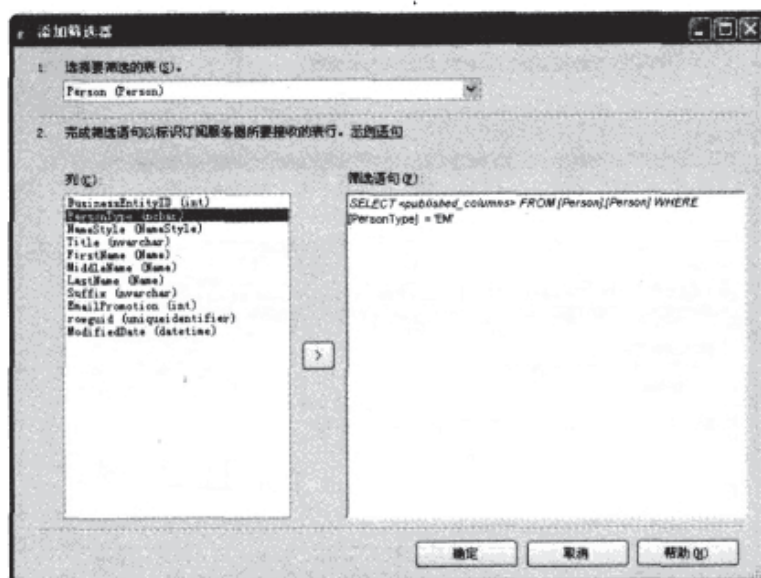 添加筛选器
1. 选择要筛选的表(S)。
Person (Person)
2. 完成筛选语句以标识订阅服务器所要接收的表行。示例语句
列(C):
BusinessEntityID (int)
PersonType (nchar)
NameStyle (NameStyle)
Title (nvarchar)
FirstName (Name)
MiddleName (Name)
LastName (Name)
Suffix (nvarchar)
EmailPromotion (int)
rowguid (uniqueidentifier)
ModifiedDate (datetime)
>
筛选语句(F):
SELECT <published_columns> FROM [Person].[Person] WHERE
[PersonType] = 'EM'
确定
取消
帮助(H)